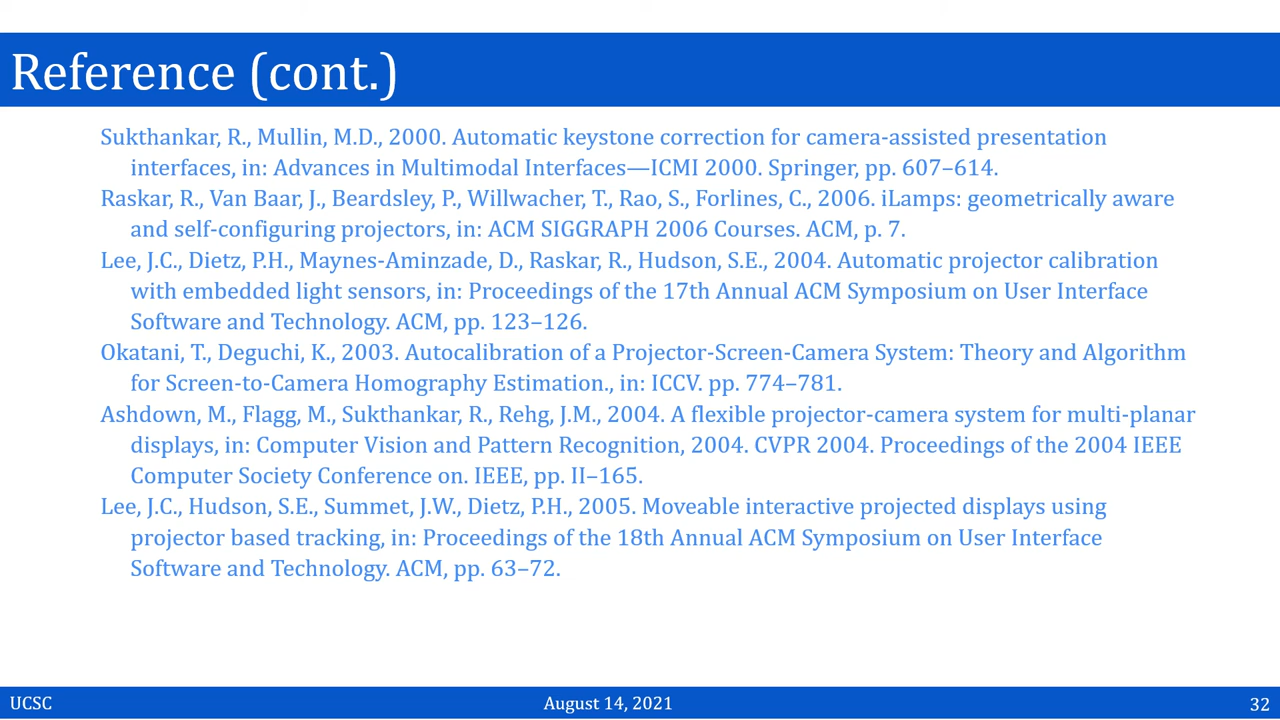 Reference (cont.)
Sukthankar, R., Mullin, M.D., 2000. Automatic keystone correction for camera-assisted presentation
interfaces, in: Advances in Multimodal Interfaces—ICMI 2000. Springer, pp. 607–614.
Raskar, R., Van Baar, J., Beardsley, P., Willwacher, T., Rao, S., Forlines, C., 2006. iLamps: geometrically aware
and self-configuring projectors, in: ACM SIGGRAPH 2006 Courses. ACM, p. 7.
Lee, J.C., Dietz, P.H., Maynes-Aminzade, D., Raskar, R., Hudson, S.E., 2004. Automatic projector calibration
with embedded light sensors, in: Proceedings of the 17th Annual ACM Symposium on User Interface
Software and Technology. ACM, pp. 123–126.
Okatani, T., Deguchi, K., 2003. Autocalibration of a Projector-Screen-Camera System: Theory and Algorithm
for Screen-to-Camera Homography Estimation., in: ICCV. pp. 774–781.
Ashdown, M., Flagg, M., Sukthankar, R., Rehg, J.M., 2004. A flexible projector-camera system for multi-planar
displays, in: Computer Vision and Pattern Recognition, 2004. CVPR 2004. Proceedings of the 2004 IEEE
Computer Society Conference on. IEEE, pp. II–165.
Lee, J.C., Hudson, S.E., Summet, J.W., Dietz, P.H., 2005. Moveable interactive projected displays using
projector based tracking, in: Proceedings of the 18th Annual ACM Symposium on User Interface
Software and Technology. ACM, pp. 63–72.
UCSC
August 14, 2021
32